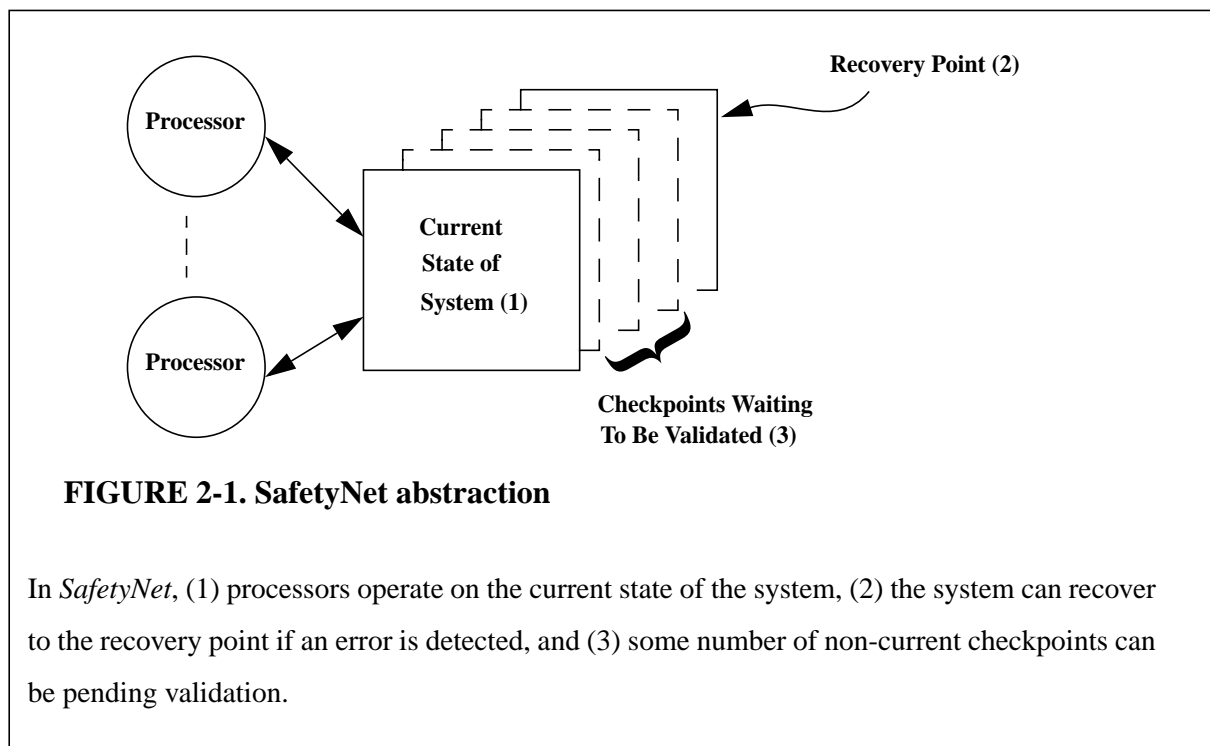 Recovery Point (2)
Processor
Current
State of
System (1)
Processor
Checkpoints Waiting
To Be Validated (3)
FIGURE 2-1. SafetyNet abstraction
In SafetyNet, (1) processors operate on the current state of the system, (2) the system can recover
to the recovery point if an error is detected, and (3) some number of non-current checkpoints can
be pending validation.